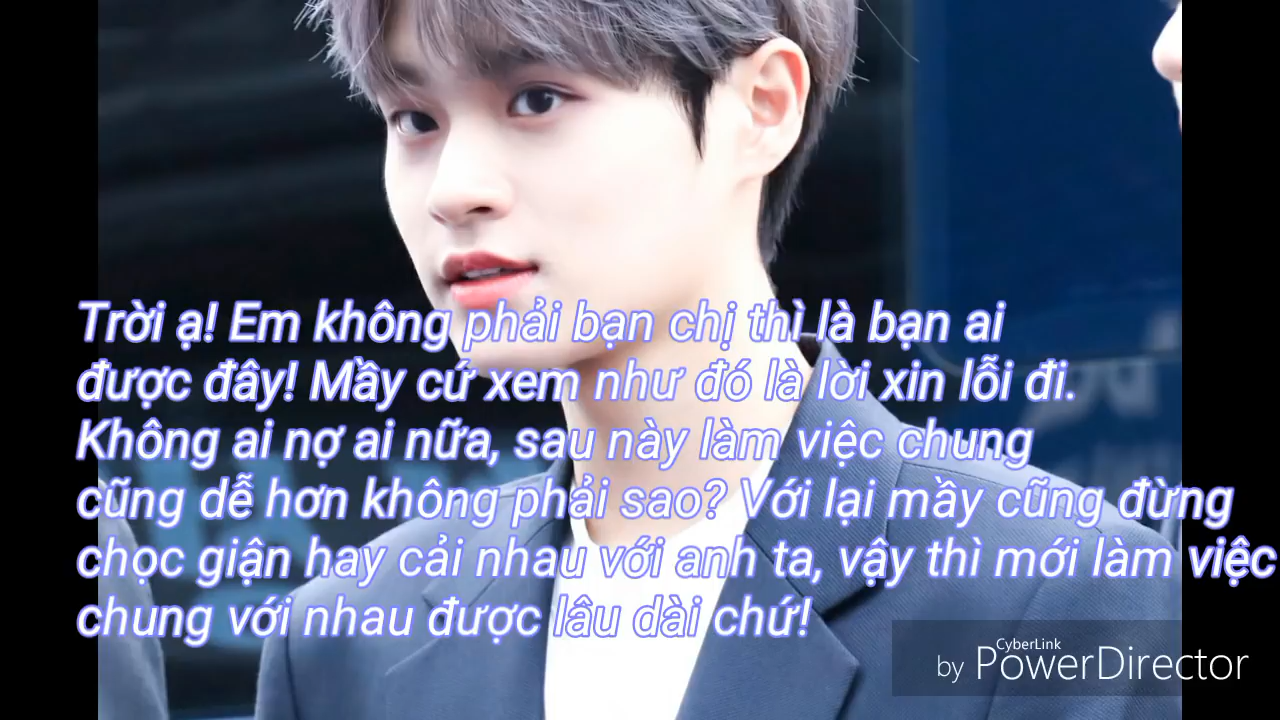 Trời ạ! Em không phải bạn chị thì là bạn ai
được đây! Mầy cứ xem như đó là lời xin lỗi đi.
Không ai nợ ai nữa, sau này làm việc chung
cũng dễ hơn không phải sao? Với lại mầy cũng đừng
chọc giận hay cải nhau với anh ta, vậy thì mới làm việc
chung với nhau được lâu dài chứ!
CyberLink
by PowerDirector